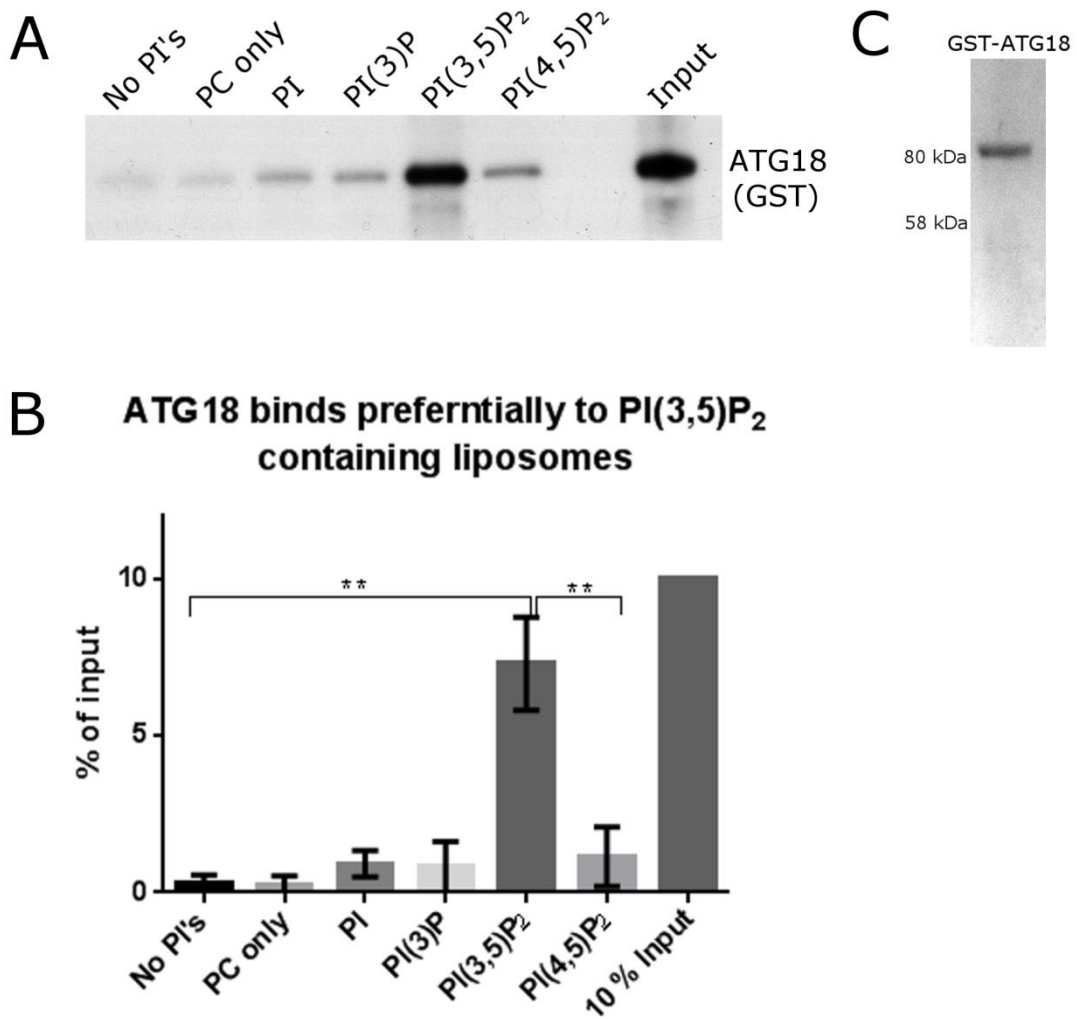 A
No PI's
PC only
PI
PI(3)P
PI(3,5)P₂
PI(4,5)P₂
Input
ATG18
(GST)
C
GST-ATG18
80 kDa
58 kDa
B
ATG18 binds prefern​tially to PI(3,5)P₂
containing liposomes
% of input
10
5
0
**
**
No PI's
PC only
PI
PI(3)P
PI(3,5)P₂
PI(4,5)P₂
10 % Input